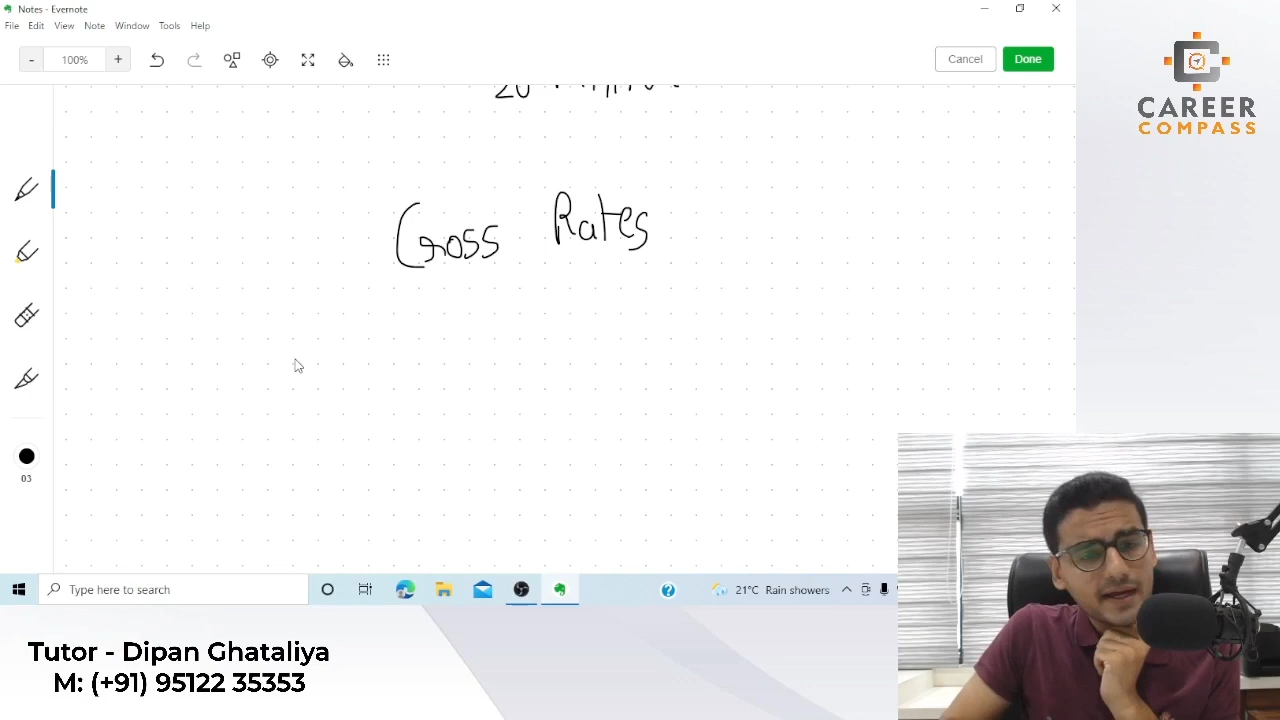 Notes - Evernote
File Edit View Note Window Tools Help
- 100% +
Cancel Done
CAREER
COMPASS
20
Cross Rates
03
Type here to search
21°C Rain showers
Tutor - Dipan Ghataliya
M: (+91) 95122 35353